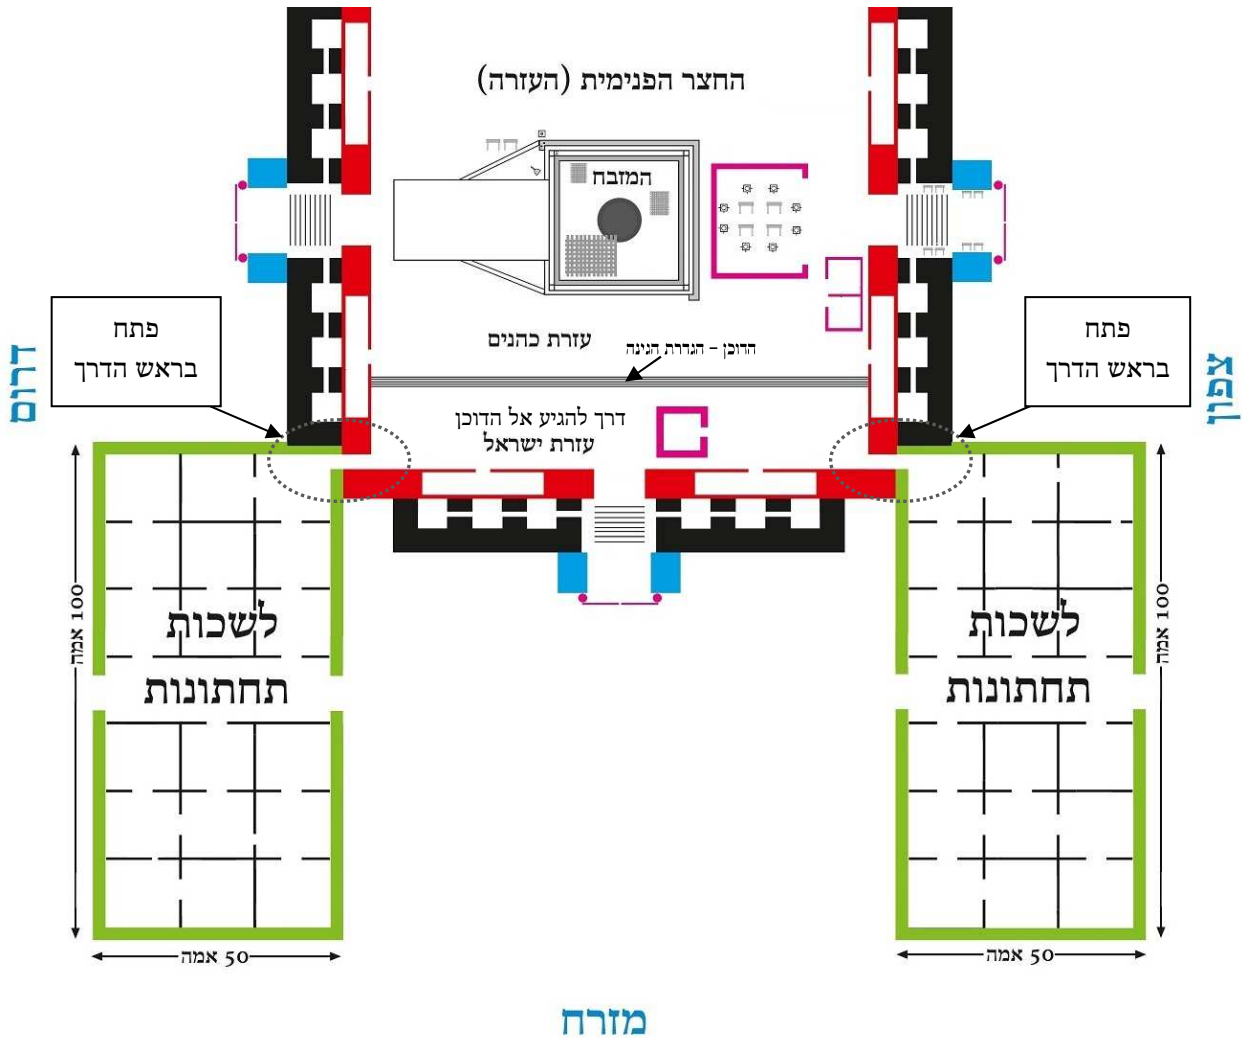 החצר הפנימית (העזרה)
המזבח
פתח
בראש הדרך
פתח
בראש הדרך
צפון
דרום
עזרת כהנים
הדוכן – הגדרת הגינה
דרך להגיע אל הדוכן
עזרת ישראל
לשכות
תחתונות
לשכות
תחתונות
100 אמה
100 אמה
50 אמה
50 אמה
מזרח